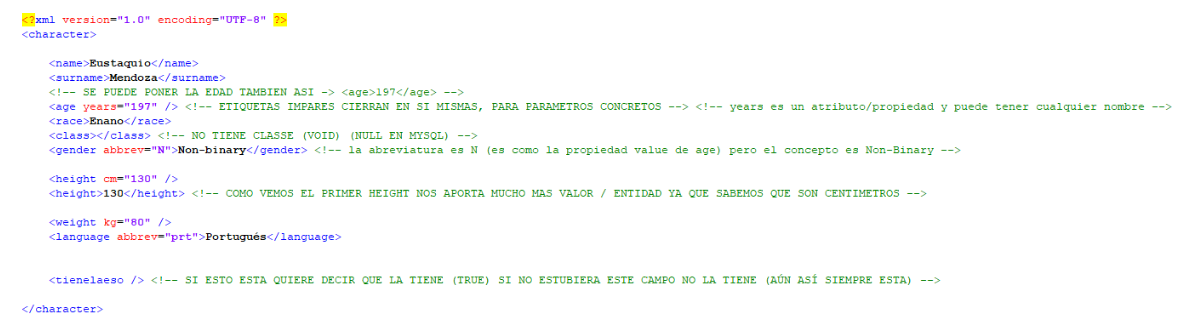 <?xml version="1.0" encoding="UTF-8" ?>
<character>
<name>Eustaquio</name>
<surname>Mendoza</surname>
<!-- SE PUEDE PONER LA EDAD TAMBIEN ASI -> <age>197</age> -->
<age years="197" /> <!-- ETIQUETAS IMPARES CIERRAN EN SI MISMAS, PARA PARAMETROS CONCRETOS --> <!-- years es un atributo/propiedad y puede tener cualquier nombre -->
<race>Enano</race>
<class></class> <!-- NO TIENE CLASSE (VOID) (NULL EN MYSQL) -->
<gender abbrev="N">Non-binary</gender> <!-- la abreviatura es N (es como la propiedad value de age) pero el concepto es Non-Binary -->
<height cm="130" />
<height>130</height> <!-- COMO VEMOS EL PRIMER HEIGHT NOS APORTA MUCHO MAS VALOR / ENTIDAD YA QUE SABEMOS QUE SON CENTIMETROS -->
<weight kg="80" />
<language abbrev="prt">Portugués</language>
<tienelaeso /> <!-- SI ESTO ESTA QUIERE DECIR QUE LA TIENE (TRUE) SI NO ESTUBIERA ESTE CAMPO NO LA TIENE (AÚN ASÍ SIEMPRE ESTA) -->
</character>